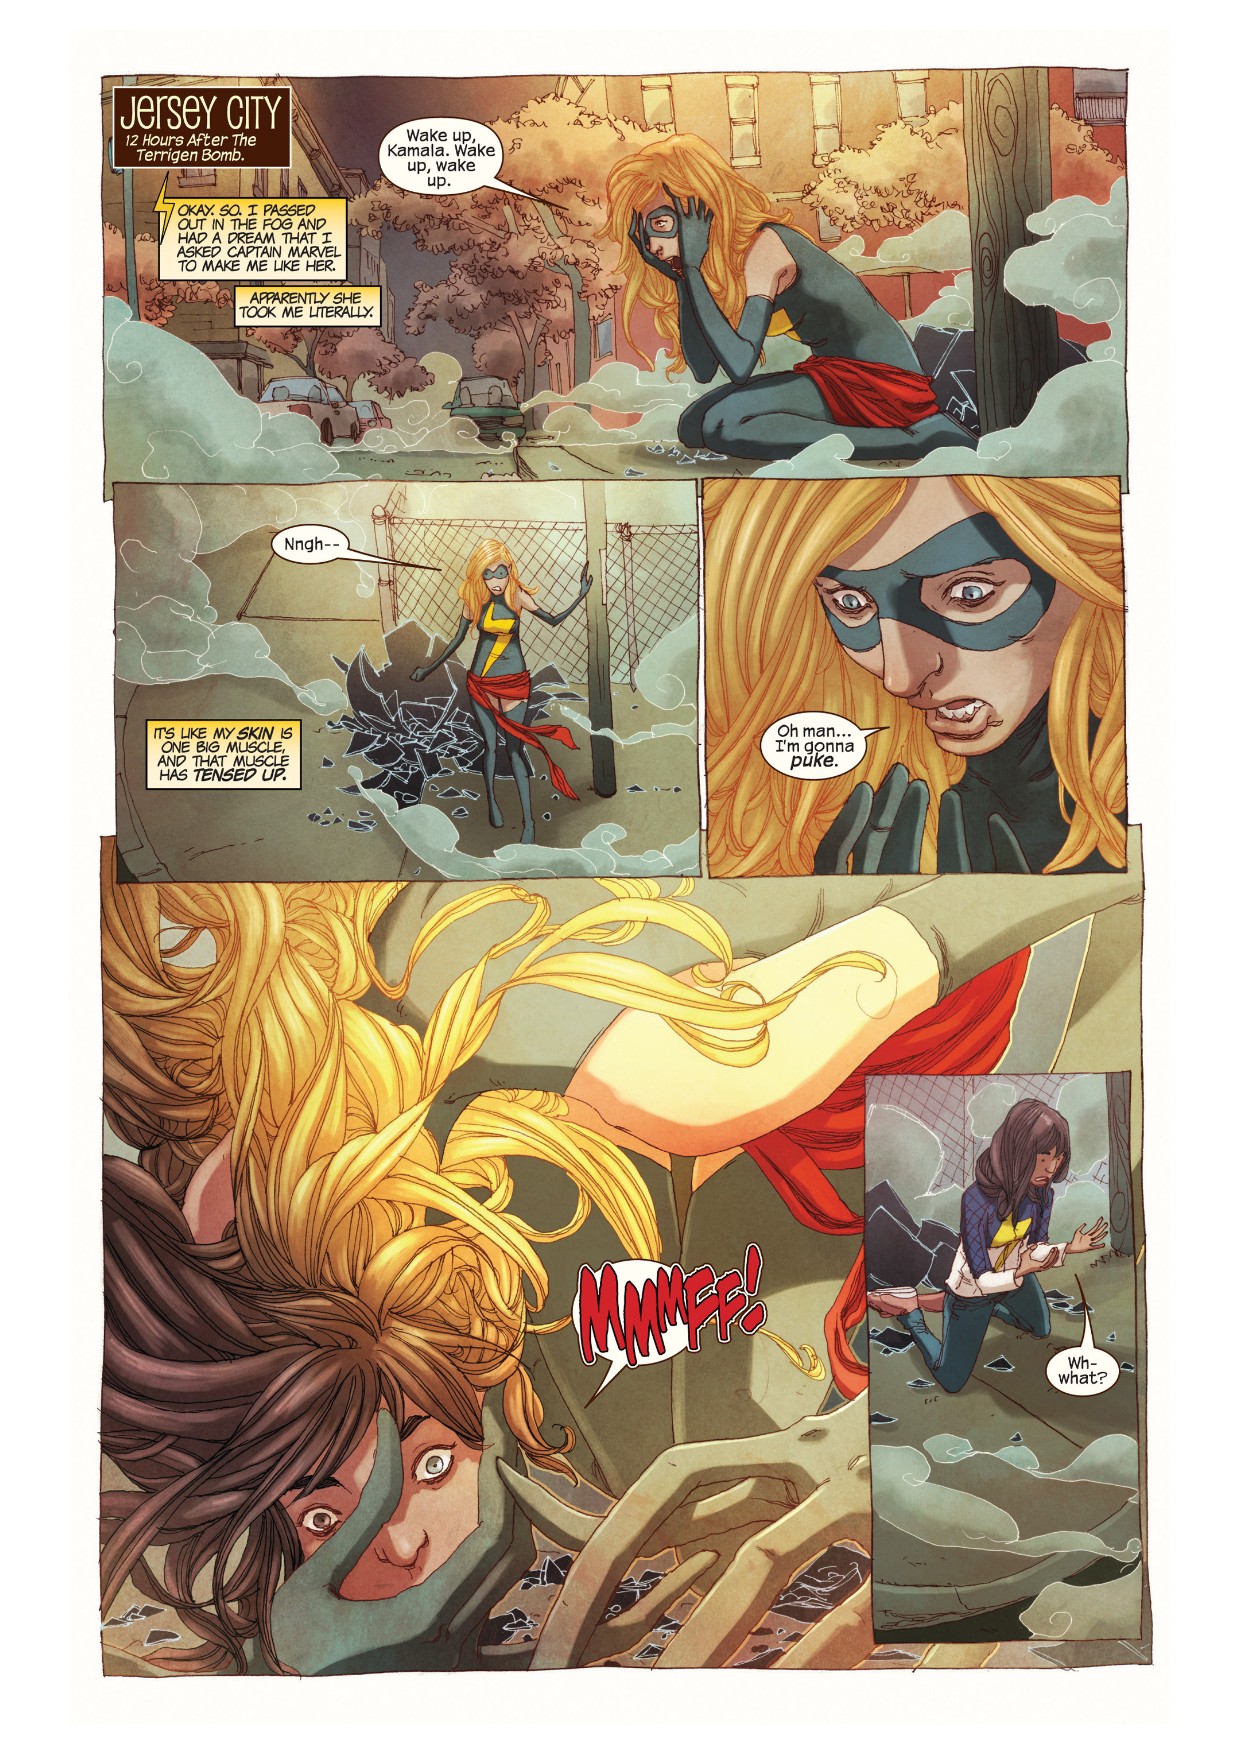 JERSEY CITY
12 Hours After The
Terrigen Bomb.
Wake up,
Kamala. Wake
up, wake
up.
OKAY. SO. I PASSED
OUT IN THE FOG AND
HAD A DREAM THAT I
ASKED CAPTAIN MARVEL
TO MAKE ME LIKE HER.
APPARENTLY SHE
TOOK ME LITERALLY.
Nngh--
IT'S LIKE MY SKIN IS
ONE BIG MUSCLE,
AND THAT MUSCLE
HAS TENSED UP.
Oh man...
I'm gonna
puke.
MMMFF!
Wh-
what?